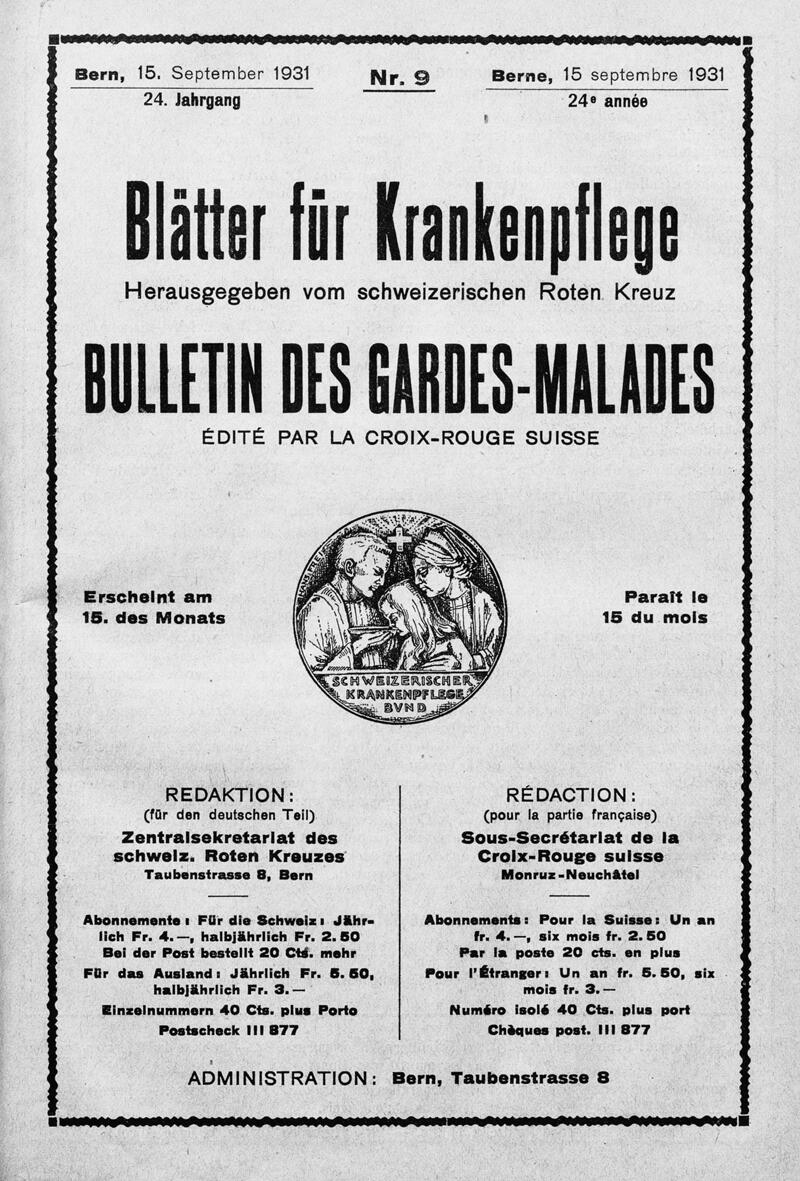 Bern, 15. September 1931
24. Jahrgang
Nr. 9
Berne, 15 septembre 1931
24e année
Blätter für Krankenpflege
Herausgegeben vom schweizerischen Roten Kreuz
BULLETIN DES GARDES-MALADES
ÉDITÉ PAR LA CROIX-ROUGE SUISSE
Erscheint am
15. des Monats
SCHWEIZERISCHER
KRANKENPFLEGE
BVND
Paraît le
15 du mois
REDAKTION:
(für den deutschen Teil)
Zentralsekretariat des
schweiz. Roten Kreuzes
Taubenstrasse 8, Bern
Abonnemente: Für die Schweiz: Jähr-
lich Fr. 4.—, halbjährlich Fr. 2.50
Bei der Post bestellt 20 Cts. mehr
Für das Ausland: Jährlich Fr. 5.50,
halbjährlich Fr. 3.—
Einzelnummern 40 Cts. plus Porto
Postscheck III 877
RÉDACTION:
(pour la partie française)
Sous-Secrétariat de la
Croix-Rouge suisse
Monruz-Neuchâtel
Abonnements: Pour la Suisse: Un an
fr. 4.—, six mois fr. 2.50
Par la poste 20 cts. en plus
Pour l'Étranger: Un an fr. 5.50, six
mois fr. 3.—
Numéro isolé 40 Cts. plus port
Chèques post. III 877
ADMINISTRATION: Bern, Taubenstrasse 8